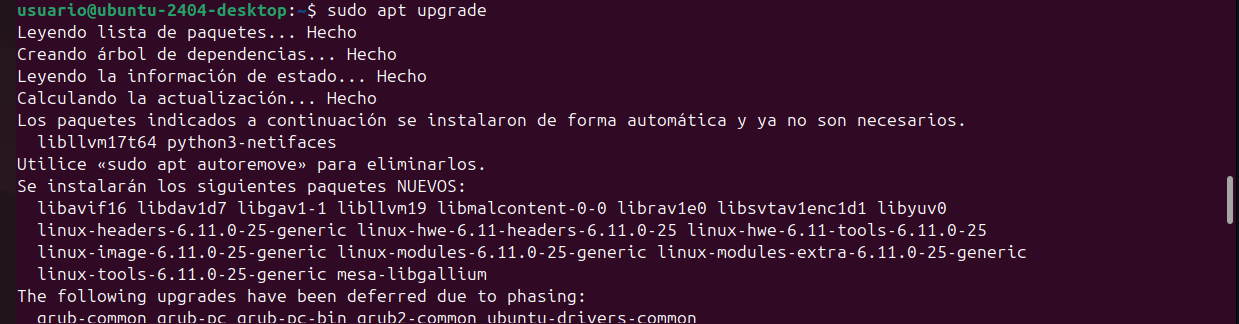 usuario@ubuntu-2404-desktop:~$ sudo apt upgrade
Leyendo lista de paquetes... Hecho
Creando árbol de dependencias... Hecho
Leyendo la información de estado... Hecho
Calculando la actualización... Hecho
Los paquetes indicados a continuación se instalaron de forma automática y ya no son necesarios.
libllvm17t64 python3-netifaces
Utilice «sudo apt autoremove» para eliminarlos.
Se instalarán los siguientes paquetes NUEVOS:
libavif16 libdav1d7 libgav1-1 libllvm19 libmalcontent-0-0 librav1e0 libsvtav1enc1d1 libyuv0
linux-headers-6.11.0-25-generic linux-hwe-6.11-headers-6.11.0-25 linux-hwe-6.11-tools-6.11.0-25
linux-image-6.11.0-25-generic linux-modules-6.11.0-25-generic linux-modules-extra-6.11.0-25-generic
linux-tools-6.11.0-25-generic mesa-libgallium
The following upgrades have been deferred due to phasing:
grub-common grub-pc grub-pc-bin grub2-common ubuntu-drivers-common